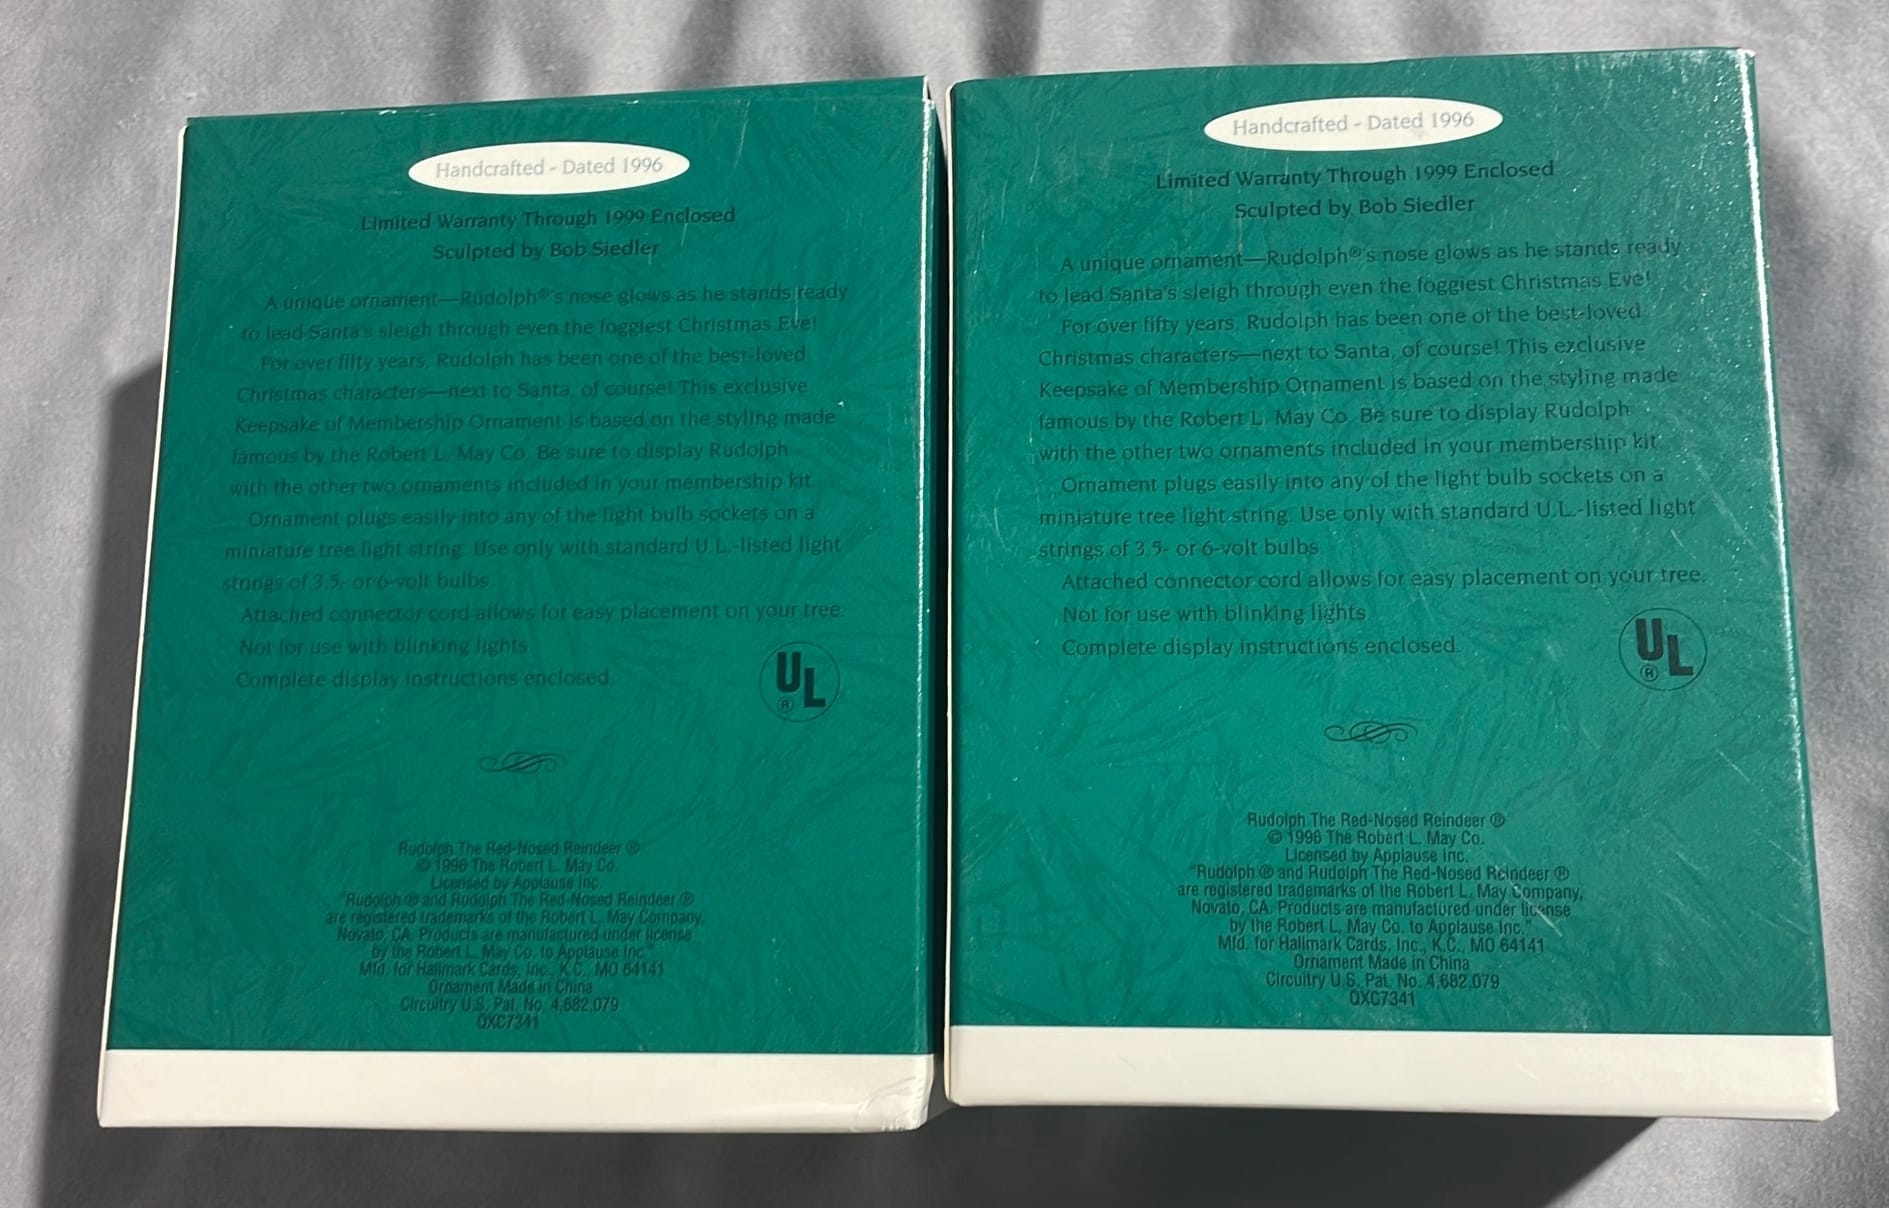 Handcrafted - Dated 1996
Limited Warranty Through 1999 Enclosed
Sculpted by Bob Siedler
A unique ornament—Rudolph®'s nose glows as he stands ready
to lead Santa's sleigh through even the foggiest Christmas Eve!
For over fifty years, Rudolph has been one of the best-loved
Christmas characters—next to Santa, of course! This exclusive
Keepsake of Membership Ornament is based on the styling made
famous by the Robert L. May Co. Be sure to display Rudolph
with the other two ornaments included in your membership kit.
Ornament plugs easily into any of the light bulb sockets on a
miniature tree light string. Use only with standard U.L.-listed light
strings of 3.5- or 6-volt bulbs.
Attached connector cord allows for easy placement on your tree.
Not for use with blinking lights.
Complete display instructions enclosed.
UL
®
Rudolph The Red-Nosed Reindeer ®
© 1996 The Robert L. May Co.
Licensed by Applause Inc.
"Rudolph ® and Rudolph The Red-Nosed Reindeer ®
are registered trademarks of the Robert L. May Company,
Novato, CA. Products are manufactured under license
by the Robert L. May Co. to Applause Inc."
Mfd. for Hallmark Cards, Inc., K.C., MO 64141
Ornament Made in China
Circuitry U.S. Pat. No. 4,682,079
QXC7341
Handcrafted - Dated 1996
Limited Warranty Through 1999 Enclosed
Sculpted by Bob Siedler
A unique ornament—Rudolph®'s nose glows as he stands ready
to lead Santa's sleigh through even the foggiest Christmas Eve!
For over fifty years, Rudolph has been one of the best-loved
Christmas characters—next to Santa, of course! This exclusive
Keepsake of Membership Ornament is based on the styling made
famous by the Robert L. May Co. Be sure to display Rudolph
with the other two ornaments included in your membership kit.
Ornament plugs easily into any of the light bulb sockets on a
miniature tree light string. Use only with standard U.L.-listed light
strings of 3.5- or 6-volt bulbs.
Attached connector cord allows for easy placement on your tree.
Not for use with blinking lights.
Complete display instructions enclosed.
UL
®
Rudolph The Red-Nosed Reindeer ®
© 1996 The Robert L. May Co.
Licensed by Applause Inc.
"Rudolph ® and Rudolph The Red-Nosed Reindeer ®
are registered trademarks of the Robert L. May Company,
Novato, CA. Products are manufactured under license
by the Robert L. May Co. to Applause Inc."
Mfd. for Hallmark Cards, Inc., K.C., MO 64141
Ornament Made in China
Circuitry U.S. Pat. No. 4,682,079
QXC7341